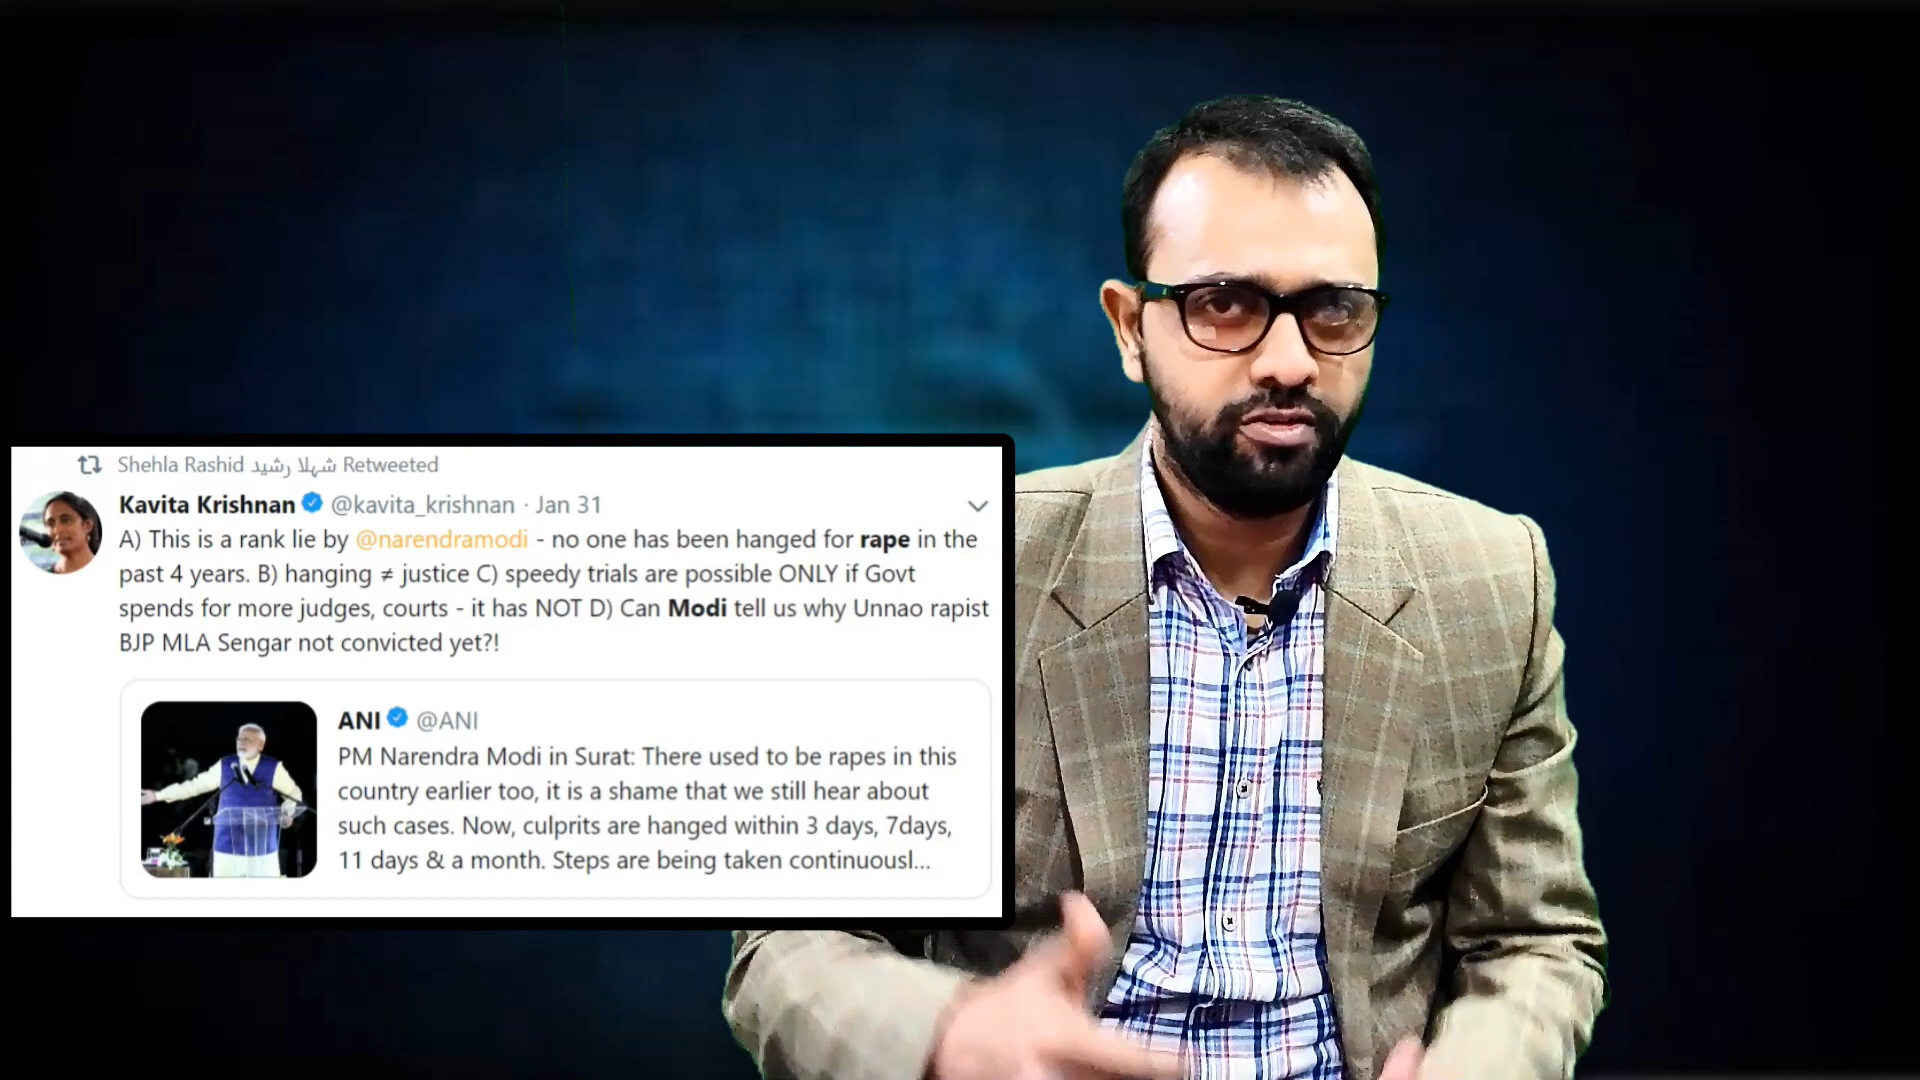 Shehla Rashid شہلا رشید Retweeted
Kavita Krishnan @kavita_krishnan · Jan 31
A) This is a rank lie by @narendramodi - no one has been hanged for rape in the
past 4 years. B) hanging ≠ justice C) speedy trials are possible ONLY if Govt
spends for more judges, courts - it has NOT D) Can Modi tell us why Unnao rapist
BJP MLA Sengar not convicted yet?!
ANI @ANI
PM Narendra Modi in Surat: There used to be rapes in this
country earlier too, it is a shame that we still hear about
such cases. Now, culprits are hanged within 3 days, 7days,
11 days & a month. Steps are being taken continuousl...